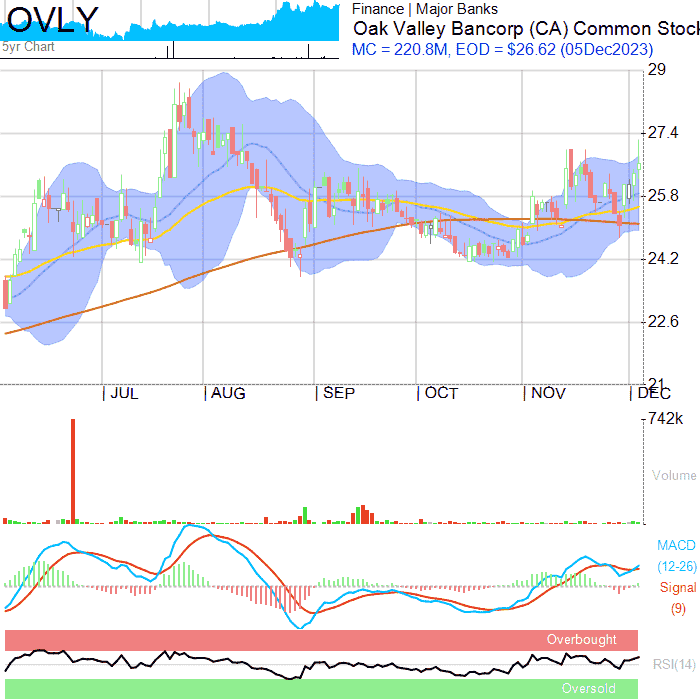 OVLY
5yr Chart
Finance | Major Banks
Oak Valley Bancorp (CA) Common Stock
MC = 220.8M, EOD = $26.62 (05Dec2023)
29
27.4
25.8
24.2
22.6
21
JUL
AUG
SEP
OCT
NOV
DEC
742k
Volume
MACD
(12-26)
Signal
(9)
Overbought
RSI(14)
Oversold